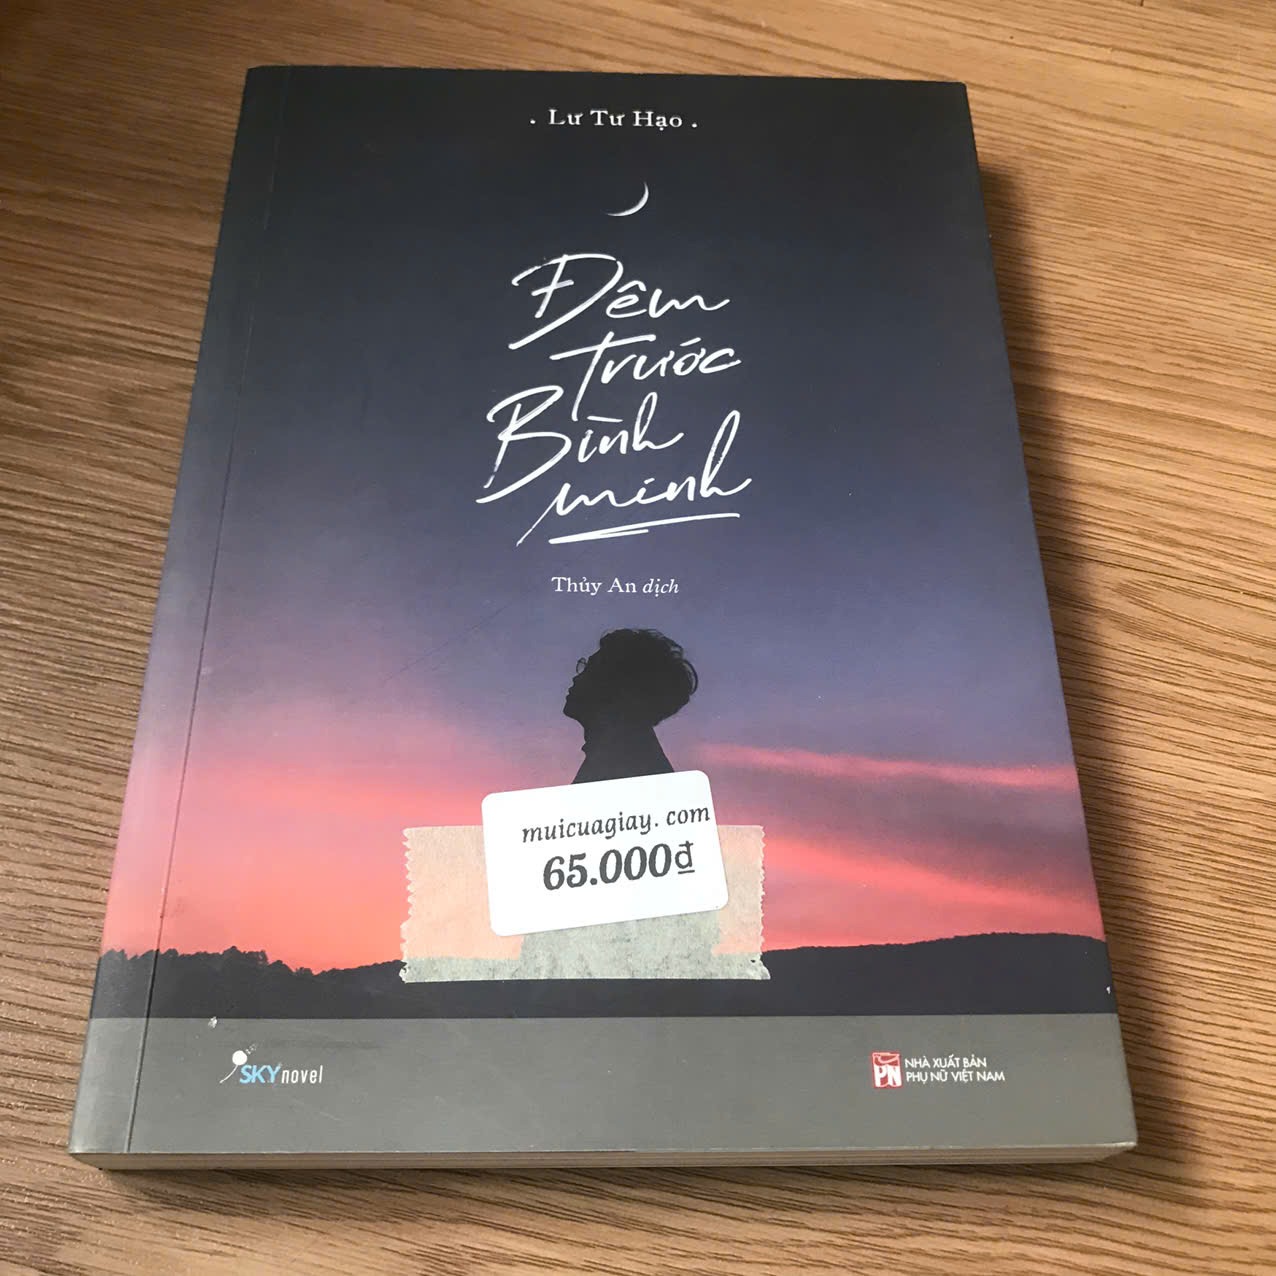 . Lư Tư Hạo .
Đêm
trước
Bình
minh
Thủy An dịch
muicuagiay. com
65.000₫
SKYnovel
PN
NHÀ XUẤT BẢN
PHỤ NỮ VIỆT NAM